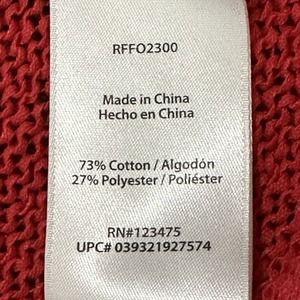 RFFO2300
Made in China
Hecho en China
73% Cotton / Algodón
27% Polyester / Poliéster
RN#123475
UPC# 039321927574